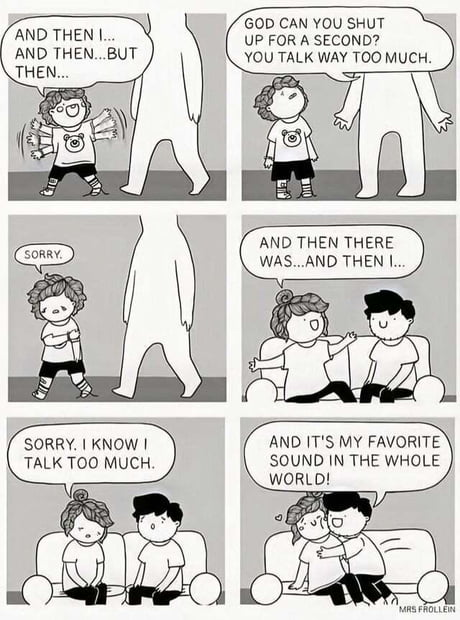 AND THEN I...
AND THEN...BUT
THEN...
GOD CAN YOU SHUT
UP FOR A SECOND?
YOU TALK WAY TOO MUCH.
SORRY.
AND THEN THERE
WAS...AND THEN I...
SORRY. I KNOW I
TALK TOO MUCH.
AND IT'S MY FAVORITE
SOUND IN THE WHOLE
WORLD!
MRS FROLLEIN